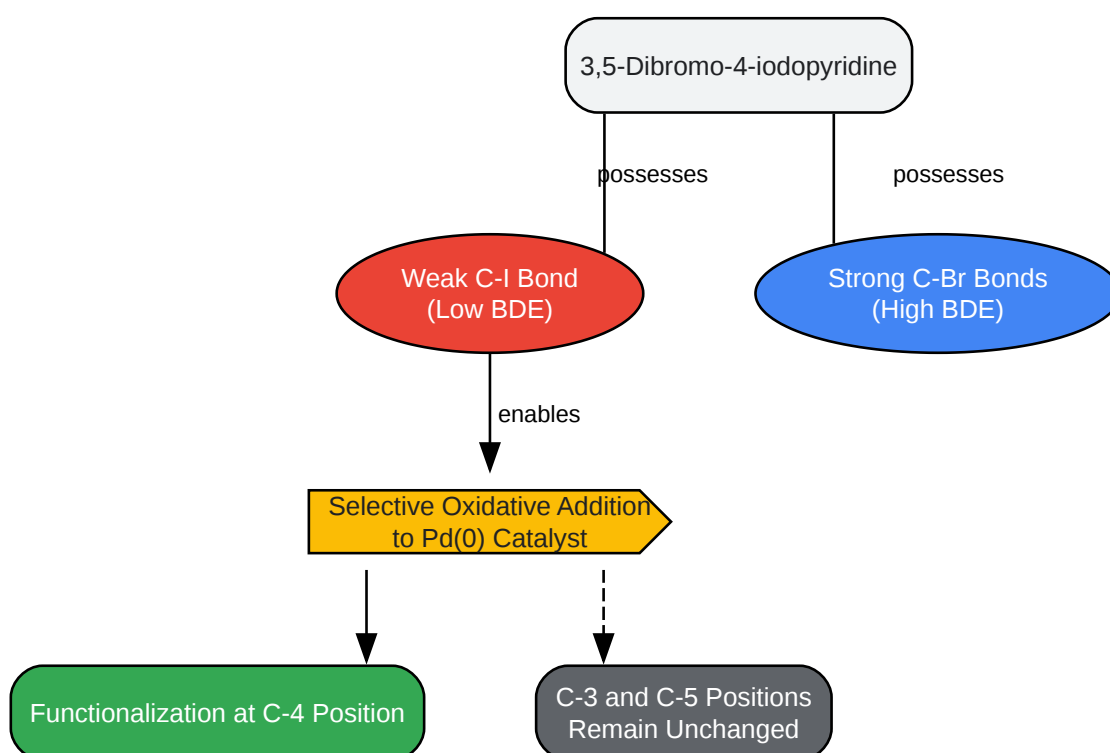 3,5-Dibromo-4-iodopyridine
possesses
possesses
Weak C-I Bond
(Low BDE)
Strong C-Br Bonds
(High BDE)
enables
Selective Oxidative Addition
to Pd(0) Catalyst
Functionalization at C-4 Position
C-3 and C-5 Positions
Remain Unchanged